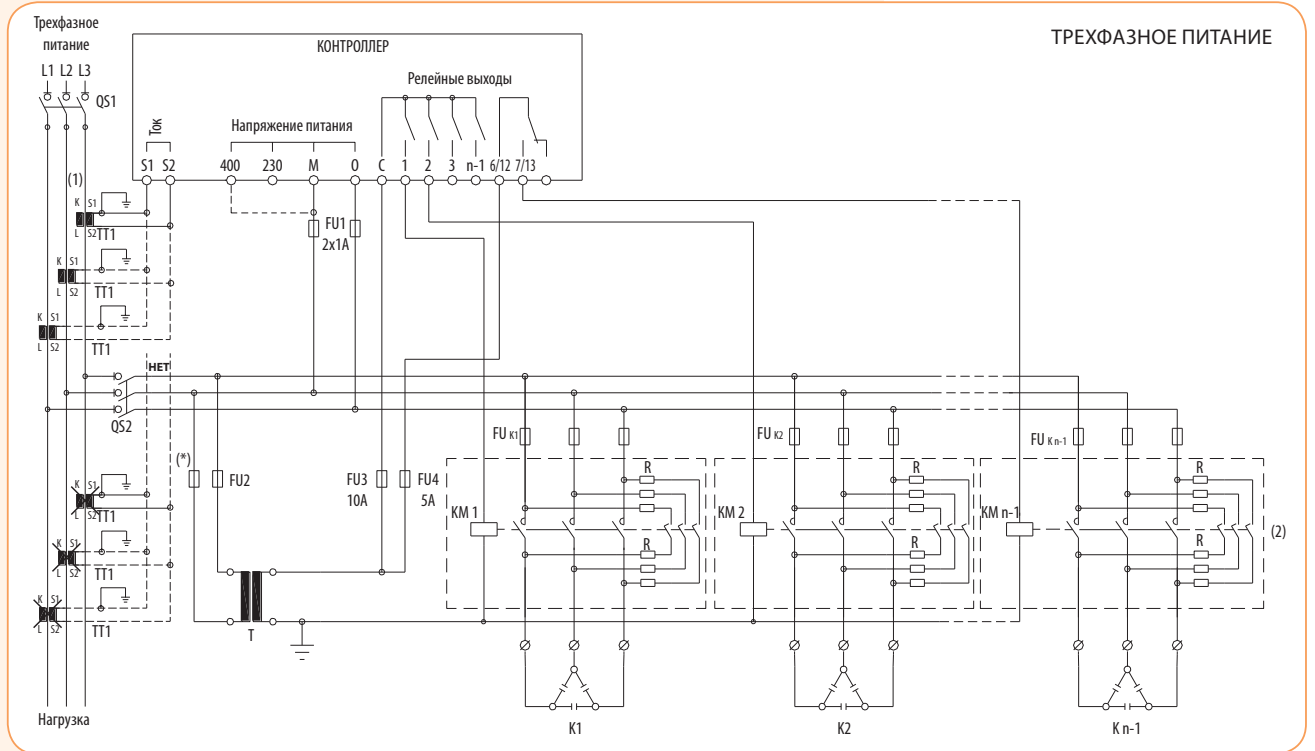 Трехфазное
питание
ТРЕХФАЗНОЕ ПИТАНИЕ
КОНТРОЛЛЕР
L1 L2 L3
QS1
Релейные выходы
Ток
Напряжение питания
S1 S2 400 230 M 0 C 1 2 3 n-1 6/12 7/13
(1)
K S1
L S2 TT1
FU1
2x1A
K S1
L S2
TT1
K S1
L S2
TT1
НЕТ
QS2
FU K1
FU K2
FU K n-1
(*)
FU2
FU3
10A
FU4
5A
K S1
L S2 TT1
K S1
L S2
TT1
K S1
L S2
TT1
R
R
R
KM 1
KM 2
KM n-1
(2)
R
R
R
T
Нагрузка
K1
K2
K n-1